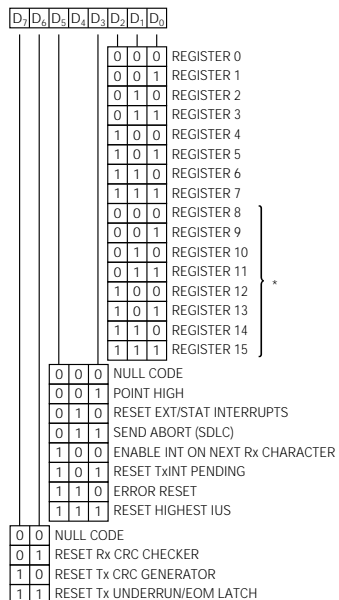 D7 D6 D5 D4 D3 D2 D1 D0
0 0 0 REGISTER 0
0 0 1 REGISTER 1
0 1 0 REGISTER 2
0 1 1 REGISTER 3
1 0 0 REGISTER 4
1 0 1 REGISTER 5
1 1 0 REGISTER 6
1 1 1 REGISTER 7
0 0 0 REGISTER 8
0 0 1 REGISTER 9
0 1 0 REGISTER 10
0 1 1 REGISTER 11
1 0 0 REGISTER 12 *
1 0 1 REGISTER 13
1 1 0 REGISTER 14
1 1 1 REGISTER 15
0 0 0 NULL CODE
0 0 1 POINT HIGH
0 1 0 RESET EXT/STAT INTERRUPTS
0 1 1 SEND ABORT (SDLC)
1 0 0 ENABLE INT ON NEXT Rx CHARACTER
1 0 1 RESET TxINT PENDING
1 1 0 ERROR RESET
1 1 1 RESET HIGHEST IUS
0 0 NULL CODE
0 1 RESET Rx CRC CHECKER
1 0 RESET Tx CRC GENERATOR
1 1 RESET Tx UNDERRUN/EOM LATCH